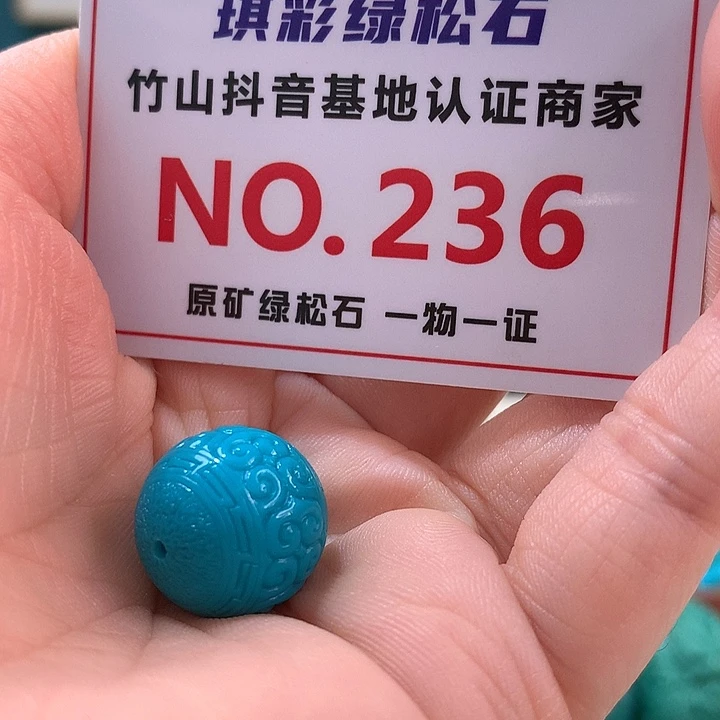 琪彩绿松石
竹山抖音基地认证商家
NO.236
原矿绿松石 一物一证